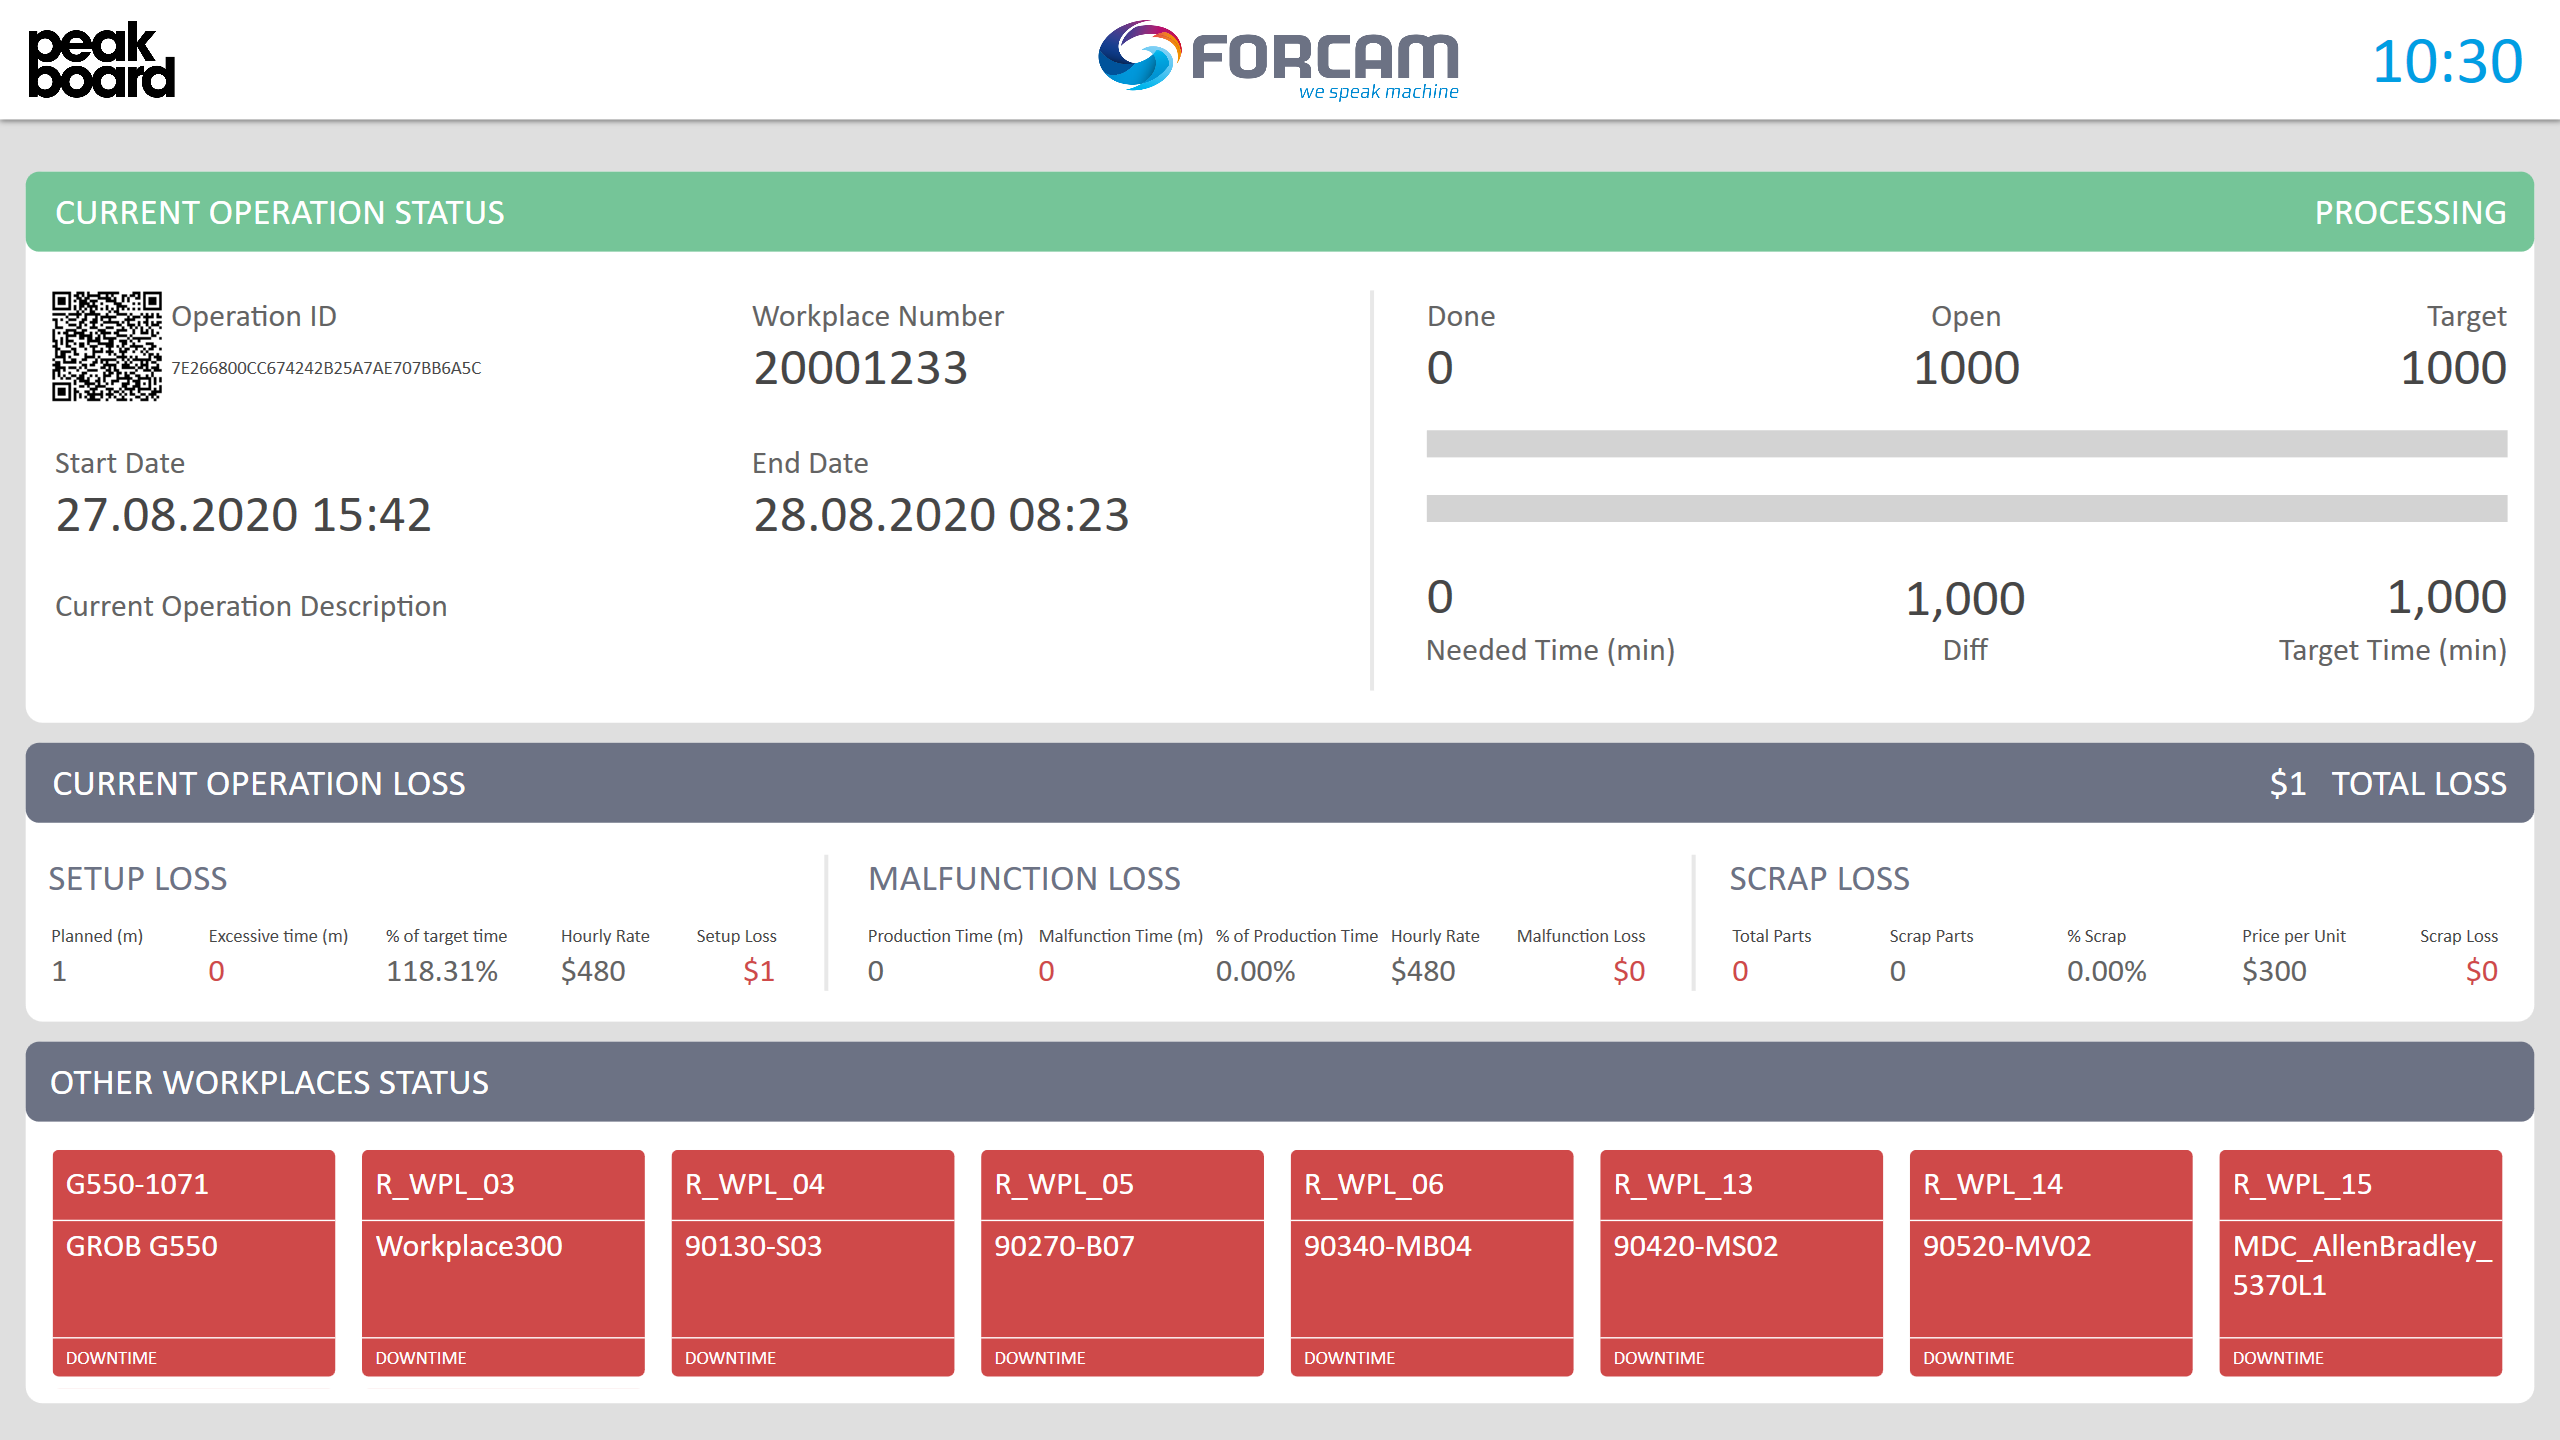 peak
board
FORCAM
we speak machine
10:30
CURRENT OPERATION STATUS PROCESSING
Operation ID
7E266800CC674242B25A7AE707BB6A5C
Workplace Number
20001233
Start Date
27.08.2020 15:42
End Date
28.08.2020 08:23
Current Operation Description
Done Open Target
0 1000 1000
0 1,000 1,000
Needed Time (min) Diff Target Time (min)
CURRENT OPERATION LOSS $1 TOTAL LOSS
SETUP LOSS
Planned (m) Excessive time (m) % of target time Hourly Rate Setup Loss
1 0 118.31% $480 $1
MALFUNCTION LOSS
Production Time (m) Malfunction Time (m) % of Production Time Hourly Rate Malfunction Loss
0 0 0.00% $480 $0
SCRAP LOSS
Total Parts Scrap Parts % Scrap Price per Unit Scrap Loss
0 0 0.00% $300 $0
OTHER WORKPLACES STATUS
G550-1071
GROB G550
DOWNTIME
R_WPL_03
Workplace300
DOWNTIME
R_WPL_04
90130-S03
DOWNTIME
R_WPL_05
90270-B07
DOWNTIME
R_WPL_06
90340-MB04
DOWNTIME
R_WPL_13
90420-MS02
DOWNTIME
R_WPL_14
90520-MV02
DOWNTIME
R_WPL_15
MDC_AllenBradley_
5370L1
DOWNTIME